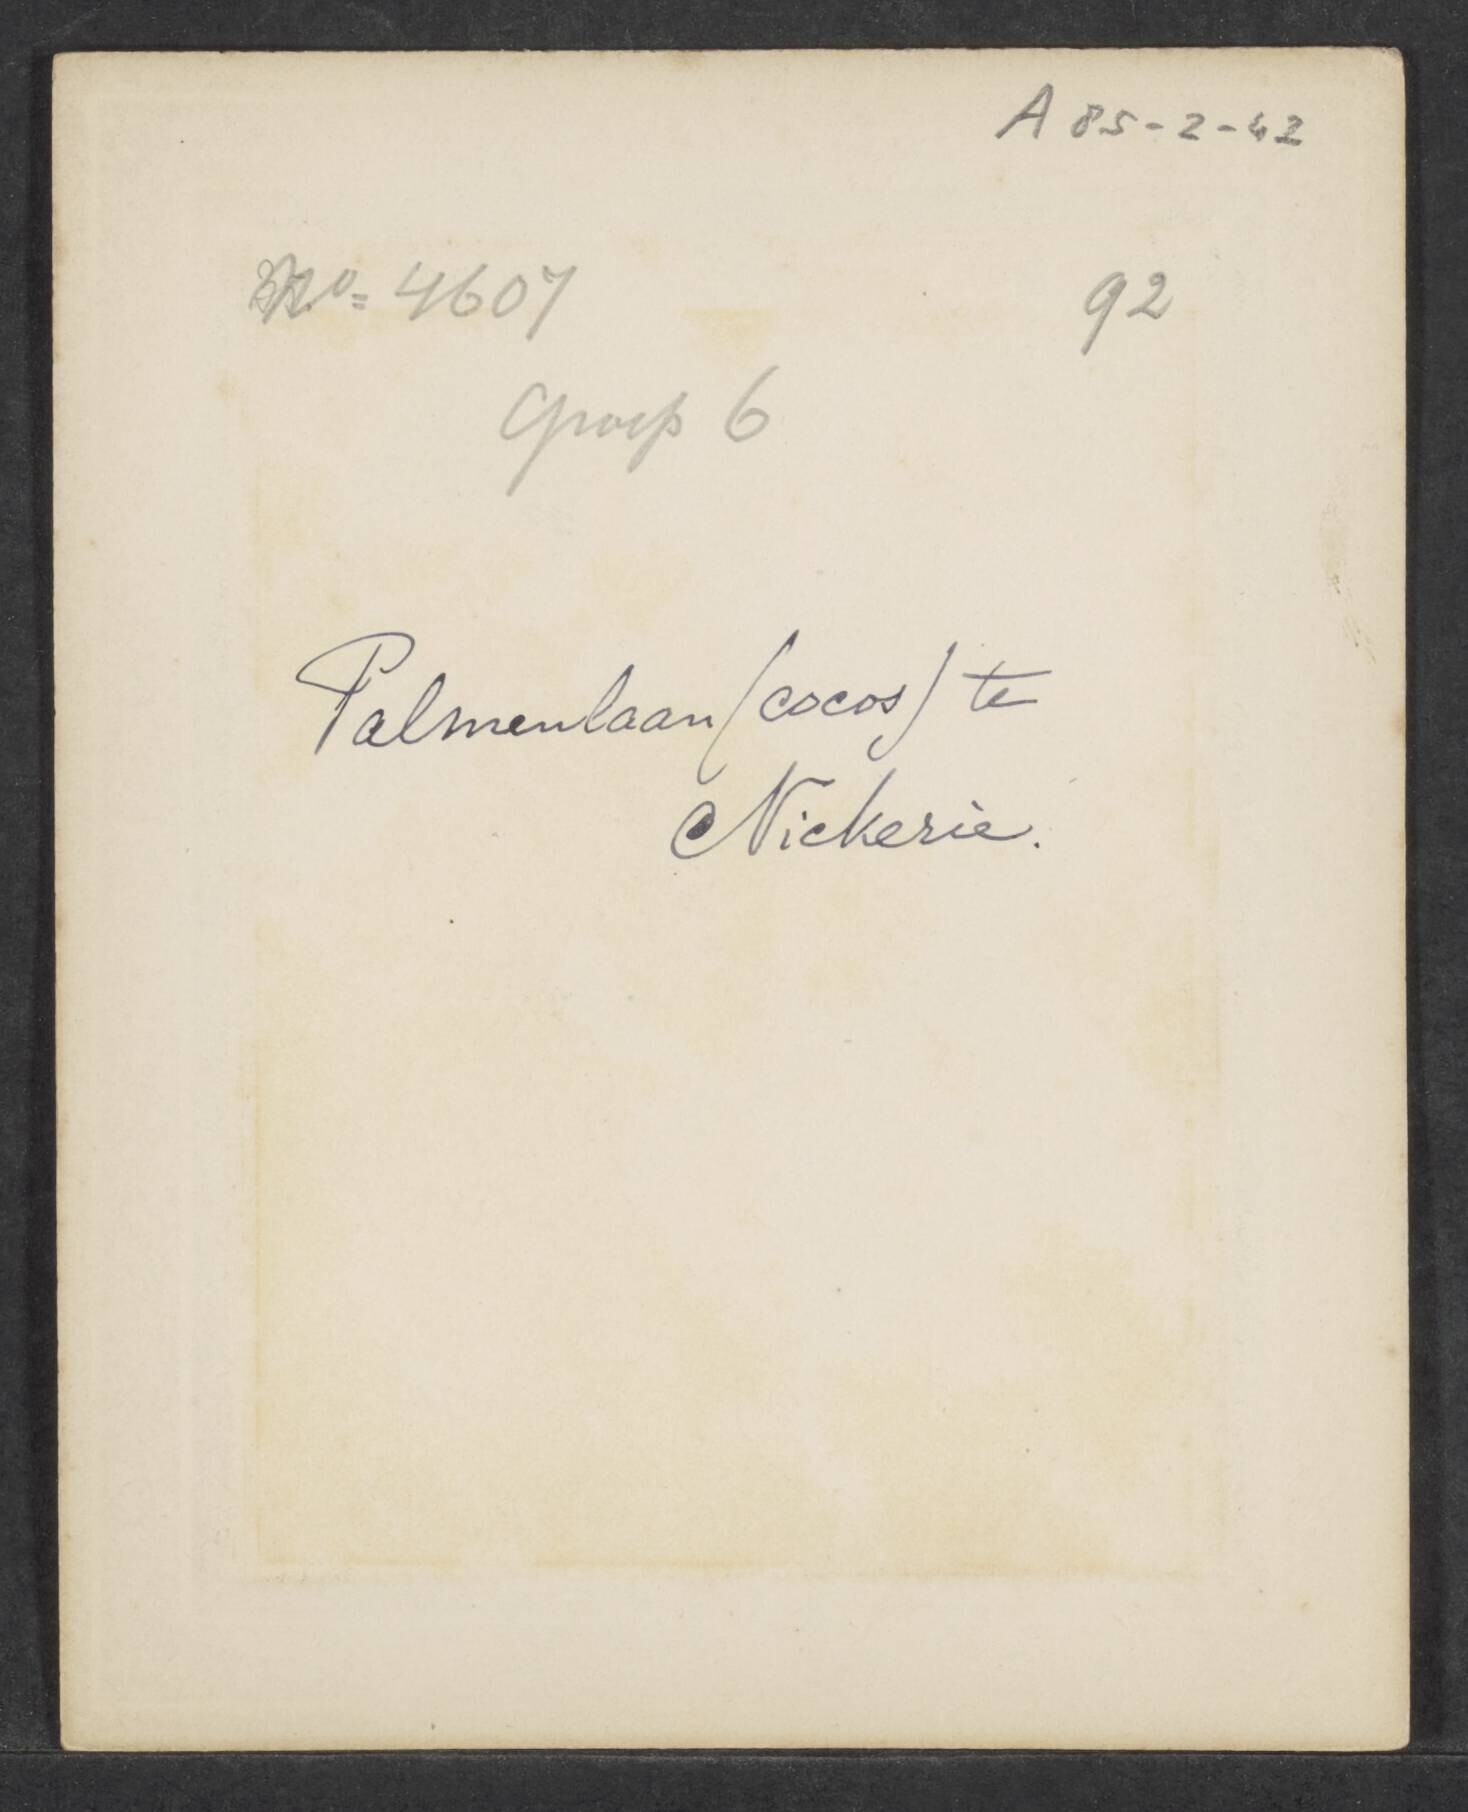 A 85-2-42
No= 4607 92
Groep 6
Palmenlaan (cocos) te
Nickerie.